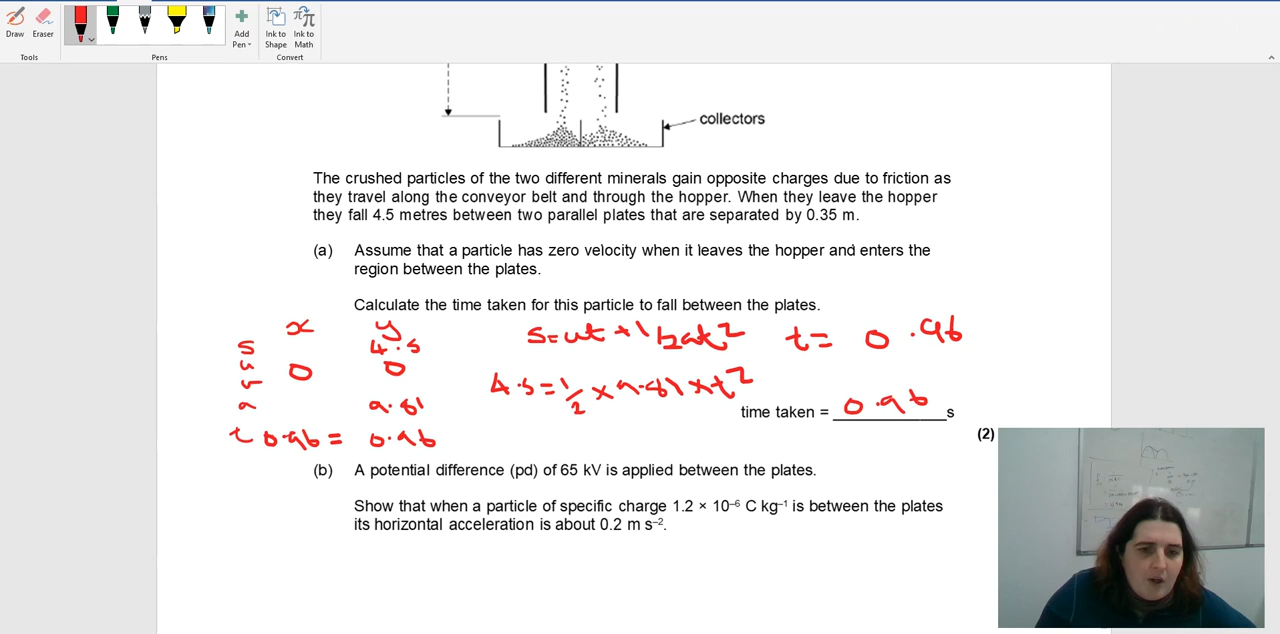 Draw
Eraser
Add
Pen
Ink to
Shape
Ink to
Math
Tools
Pens
Convert
collectors
The crushed particles of the two different minerals gain opposite charges due to friction as
they travel along the conveyor belt and through the hopper. When they leave the hopper
they fall 4.5 metres between two parallel plates that are separated by 0.35 m.
(a) Assume that a particle has zero velocity when it leaves the hopper and enters the
region between the plates.
Calculate the time taken for this particle to fall between the plates.
x y
s 4.5
u 0 0
v
a 9.81
t 0.96 = 0.96
s=ut+1/2at² t= 0.96
4.5=1/2×9.81×t²
time taken = 0.96 s
(2)
(b) A potential difference (pd) of 65 kV is applied between the plates.
Show that when a particle of specific charge 1.2 × 10⁻⁶ C kg⁻¹ is between the plates
its horizontal acceleration is about 0.2 m s⁻².